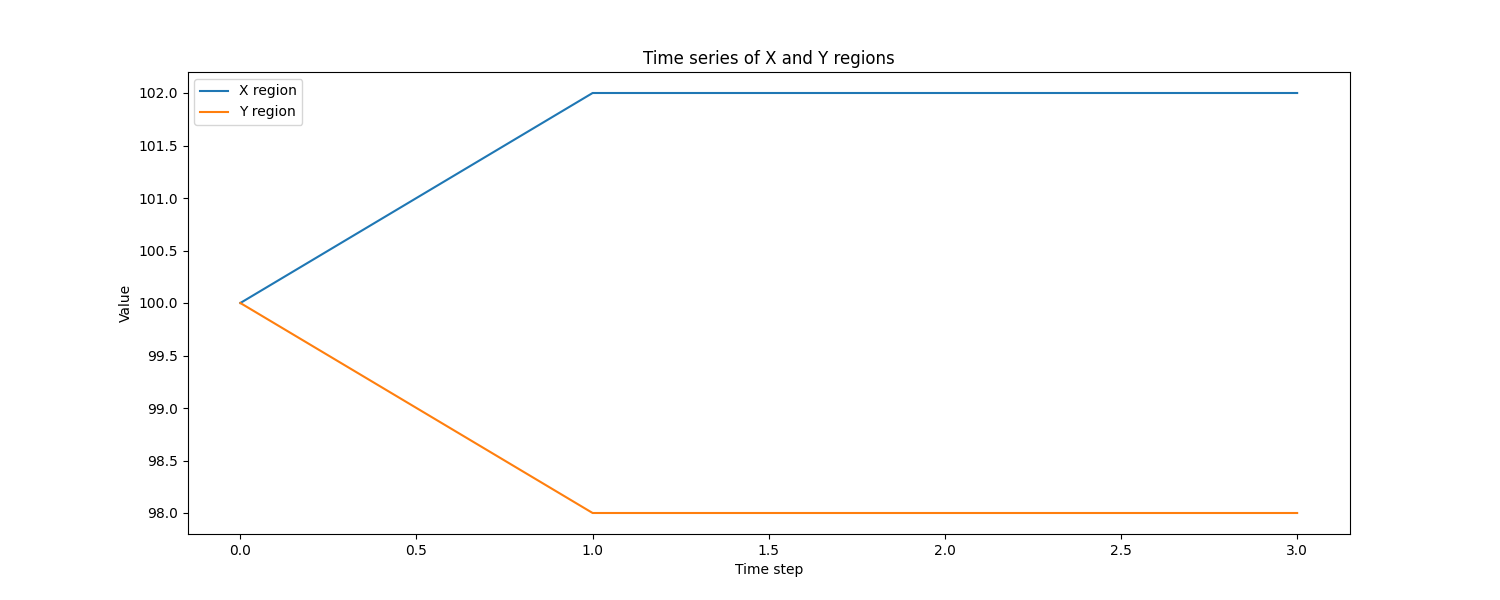 Time series of X and Y regions
X region
Y region
102.0
101.5
101.0
100.5
100.0
99.5
99.0
98.5
98.0
Value
0.0 0.5 1.0 1.5 2.0 2.5 3.0
Time step